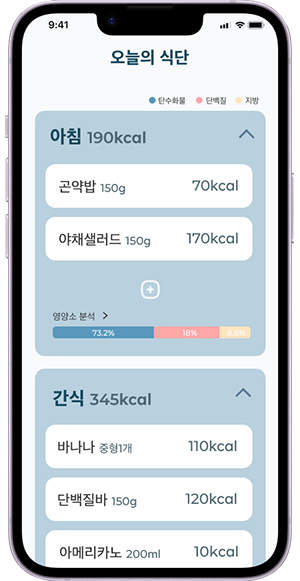 9:41
오늘의 식단
탄수화물 단백질 지방
아침 190kcal
곤약밥 150g 70kcal
야채샐러드 150g 170kcal
영양소 분석 >
73.2% 18% 8.8%
간식 345kcal
바나나 중형1개 110kcal
단백질바 150g 120kcal
아메리카노 200ml 10kcal